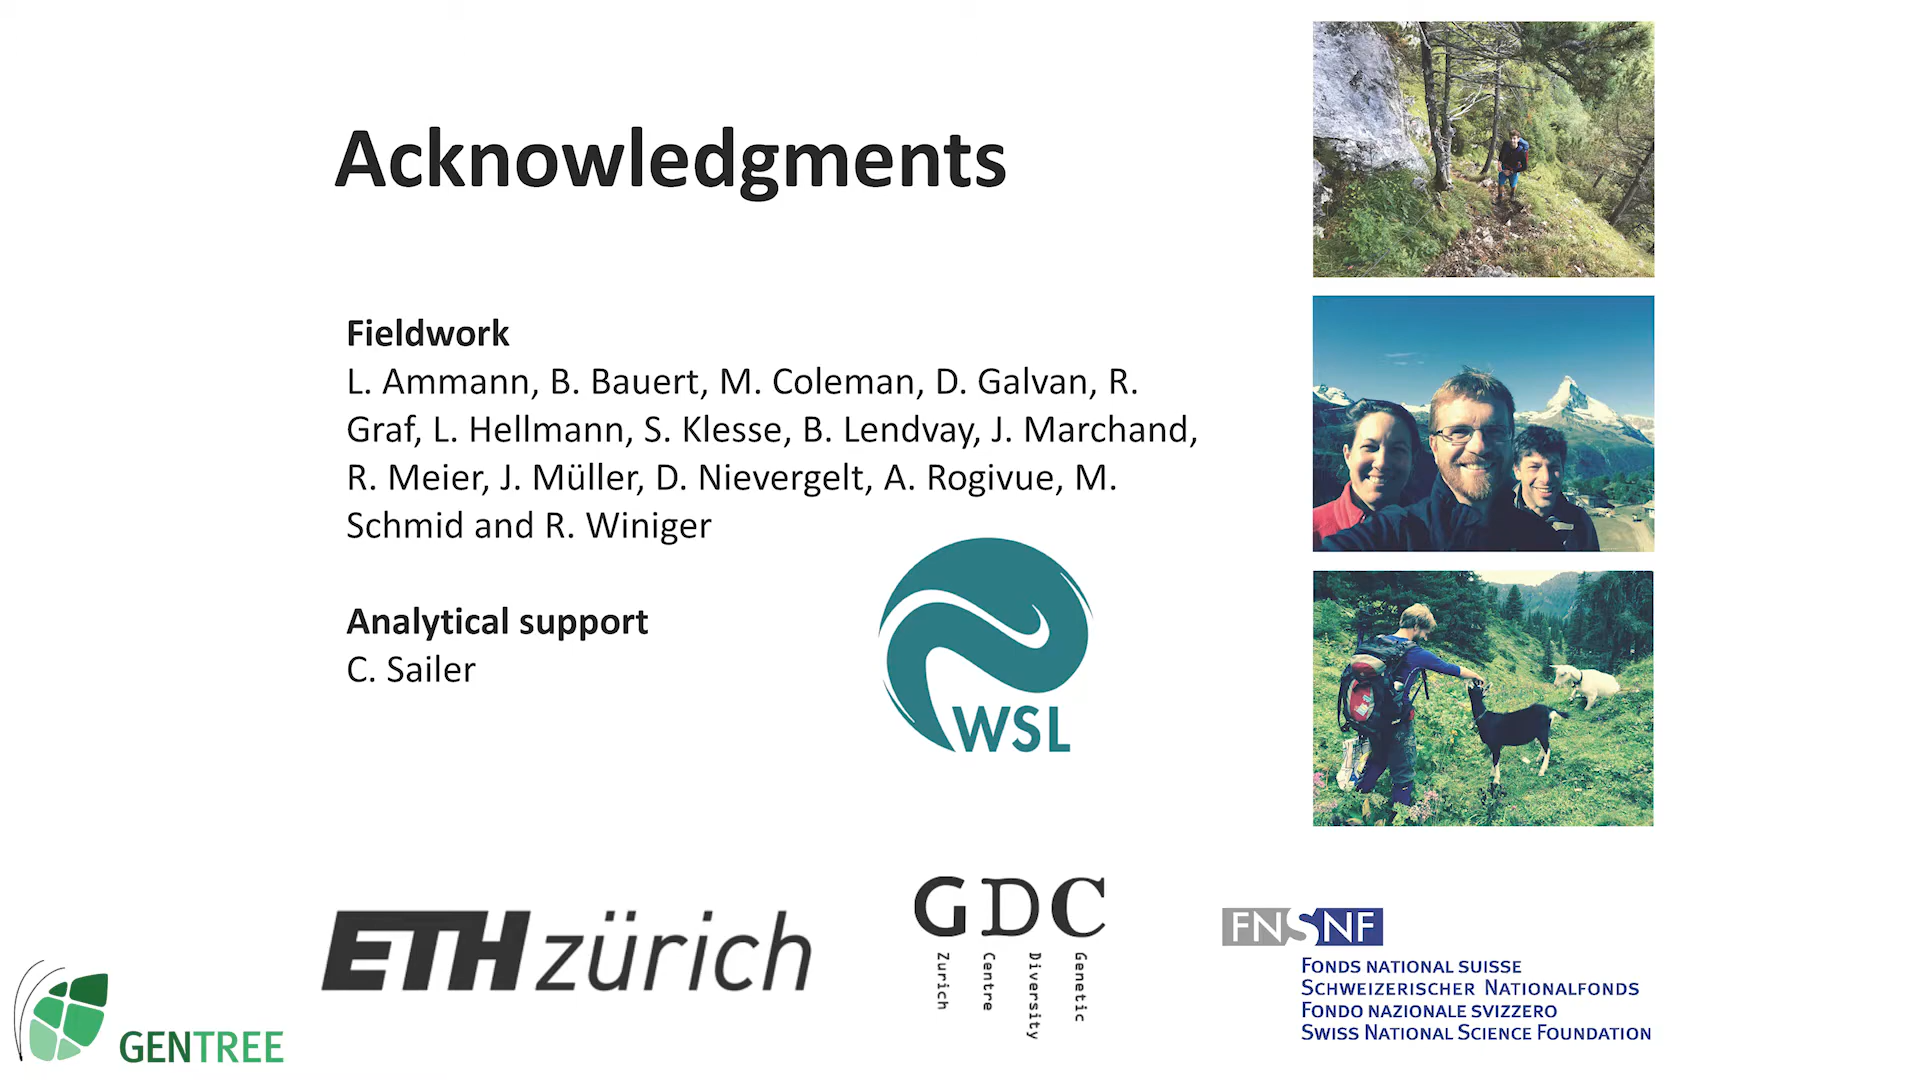 Acknowledgments
Fieldwork
L. Ammann, B. Bauert, M. Coleman, D. Galvan, R.
Graf, L. Hellmann, S. Klesse, B. Lendvay, J. Marchand,
R. Meier, J. Müller, D. Nievergelt, A. Rogivue, M.
Schmid and R. Winiger
Analytical support
C. Sailer
WSL
ETH zürich
GDC
Zurich
Centre
Diversity
Genetic
FNSNF
FONDS NATIONAL SUISSE
SCHWEIZERISCHER NATIONALFONDS
FONDO NAZIONALE SVIZZERO
SWISS NATIONAL SCIENCE FOUNDATION
GENTREE